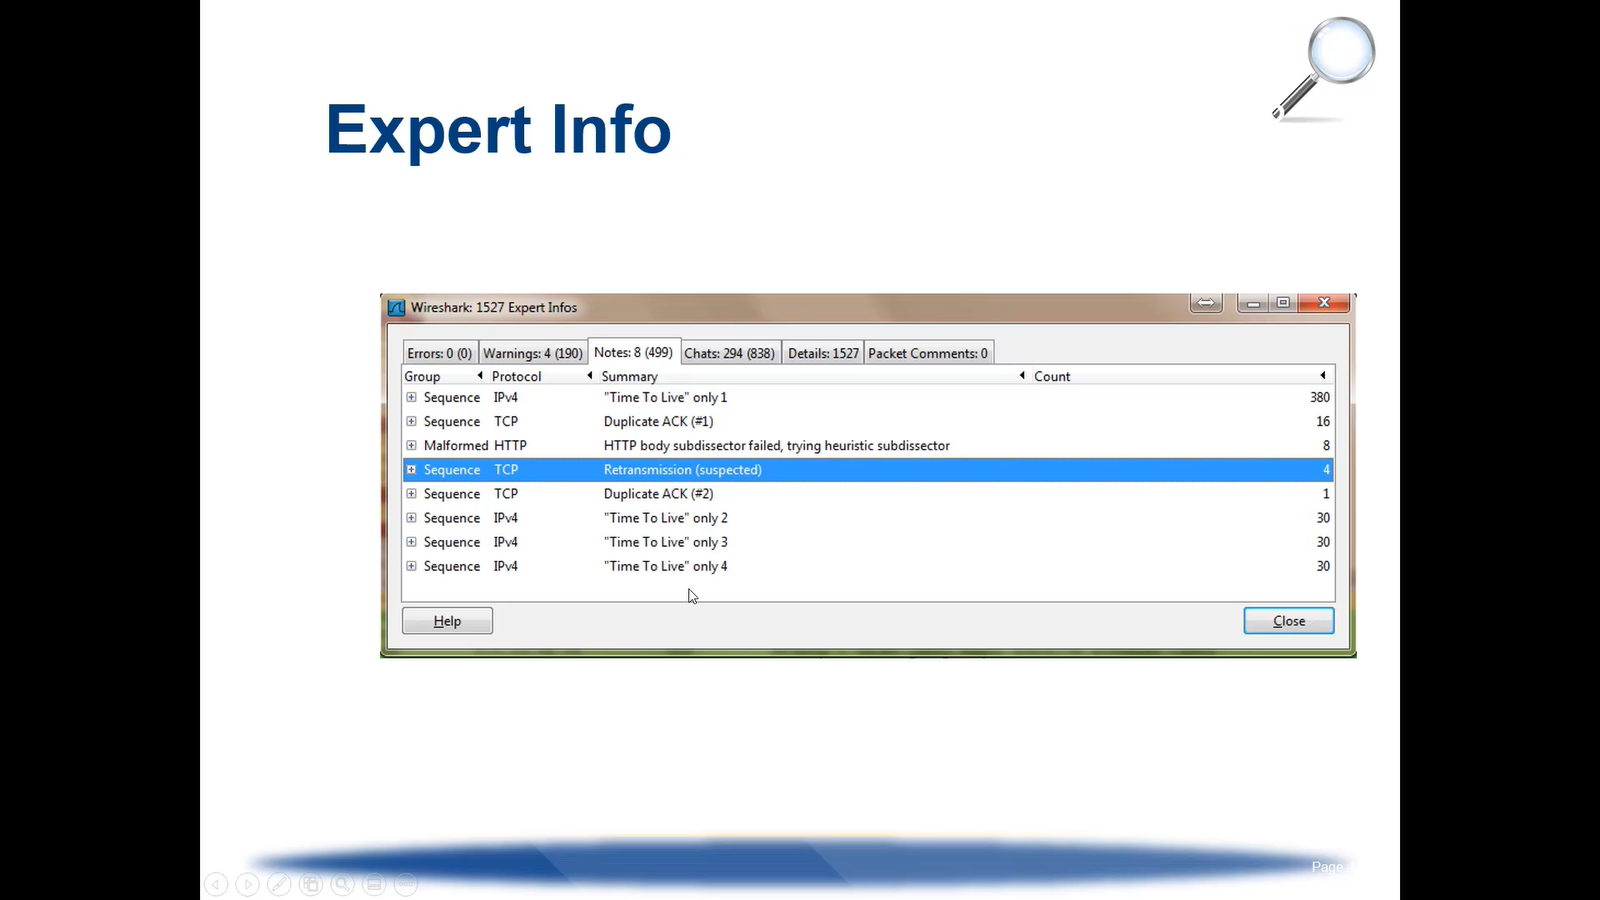 Expert Info
Wireshark: 1527 Expert Infos
Errors: 0 (0) Warnings: 4 (190) Notes: 8 (499) Chats: 294 (838) Details: 1527 Packet Comments: 0
Group Protocol Summary Count
Sequence IPv4 "Time To Live" only 1 380
Sequence TCP Duplicate ACK (#1) 16
Malformed HTTP HTTP body subdissector failed, trying heuristic subdissector 8
Sequence TCP Retransmission (suspected) 4
Sequence TCP Duplicate ACK (#2) 1
Sequence IPv4 "Time To Live" only 2 30
Sequence IPv4 "Time To Live" only 3 30
Sequence IPv4 "Time To Live" only 4 30
Help Close
Page